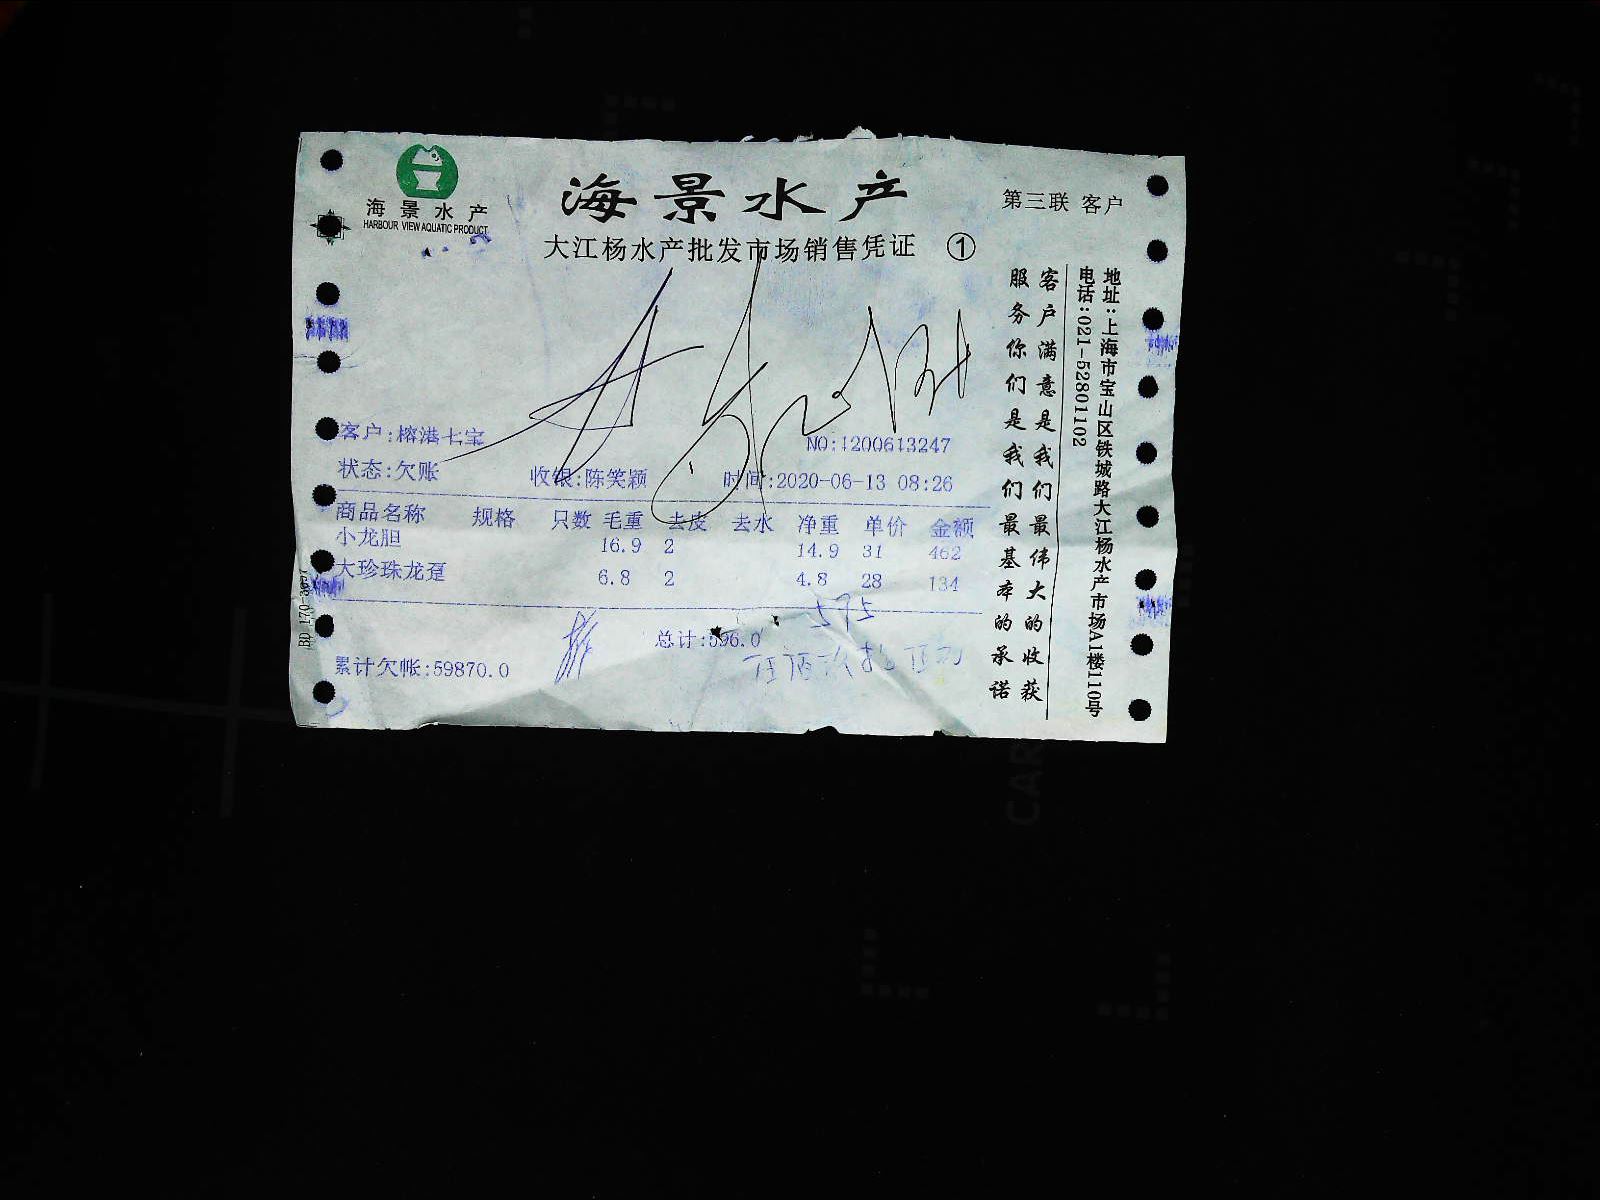 海景水产
HARBOUR VIEW AQUATIC PRODUCT
海景水产
第三联 客户
大江杨水产批发市场销售凭证 ①
客户:榕港七宝
NO:1200613247
状态:欠账 收银:陈笑颖 时间:2020-06-13 08:26
商品名称 规格 只数 毛重 去皮 去水 净重 单价 金额
小龙胆 16.9 2 14.9 31 462
大珍珠龙趸 6.8 2 4.8 28 134
595
总计:596.0
累计欠帐:59870.0
客户满意是我们最伟大的收获
服务你们是我们最基本的承诺
地址:上海市宝山区铁城路大江杨水产市场A1楼110号
电话:021-52801102